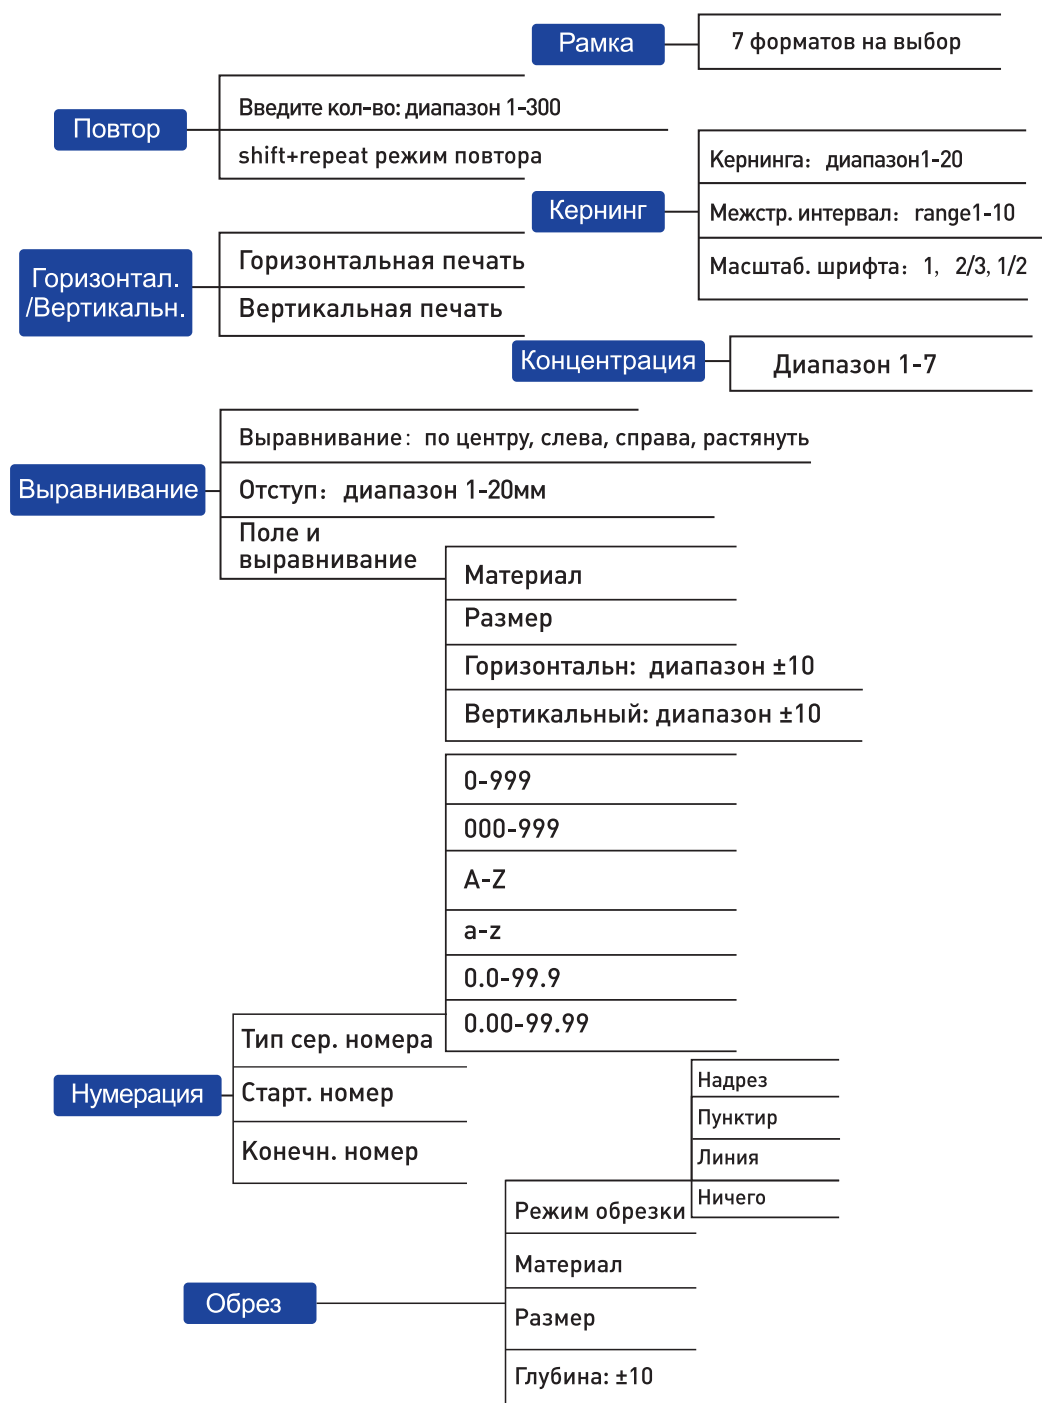 Рамка
7 форматов на выбор
Повтор
Введите кол-во: диапазон 1-300
shift+repeat режим повтора
Кернинг
Кернинга: диапазон1-20
Межстр. интервал: range1-10
Масштаб. шрифта: 1, 2/3, 1/2
Горизонтал.
/Вертикальн.
Горизонтальная печать
Вертикальная печать
Концентрация
Диапазон 1-7
Выравнивание
Выравнивание: по центру, слева, справа, растянуть
Отступ: диапазон 1-20мм
Поле и
выравнивание
Материал
Размер
Горизонтальн: диапазон ±10
Вертикальный: диапазон ±10
0-999
000-999
A-Z
a-z
0.0-99.9
0.00-99.99
Нумерация
Тип сер. номера
Старт. номер
Конечн. номер
Надрез
Пунктир
Линия
Ничего
Обрез
Режим обрезки
Материал
Размер
Глубина: ±10